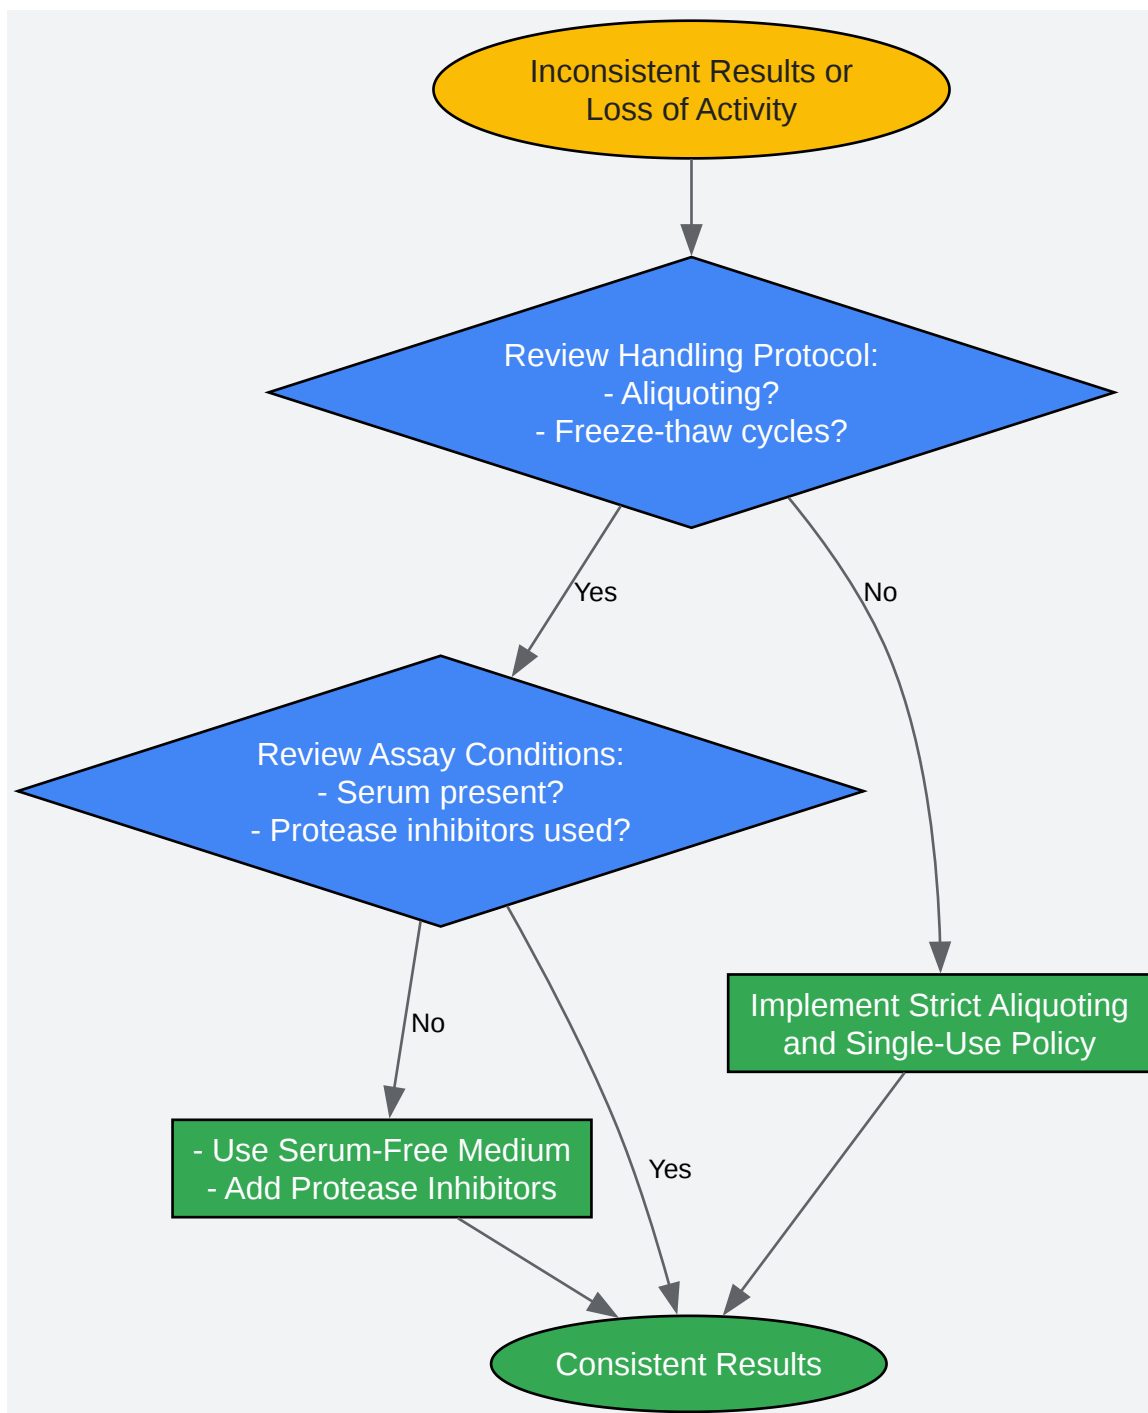 Inconsistent Results or
Loss of Activity
Review Handling Protocol:
- Aliquoting?
- Freeze-thaw cycles?
Yes
No
Review Assay Conditions:
- Serum present?
- Protease inhibitors used?
No
Implement Strict Aliquoting
and Single-Use Policy
- Use Serum-Free Medium
- Add Protease Inhibitors
Yes
Consistent Results